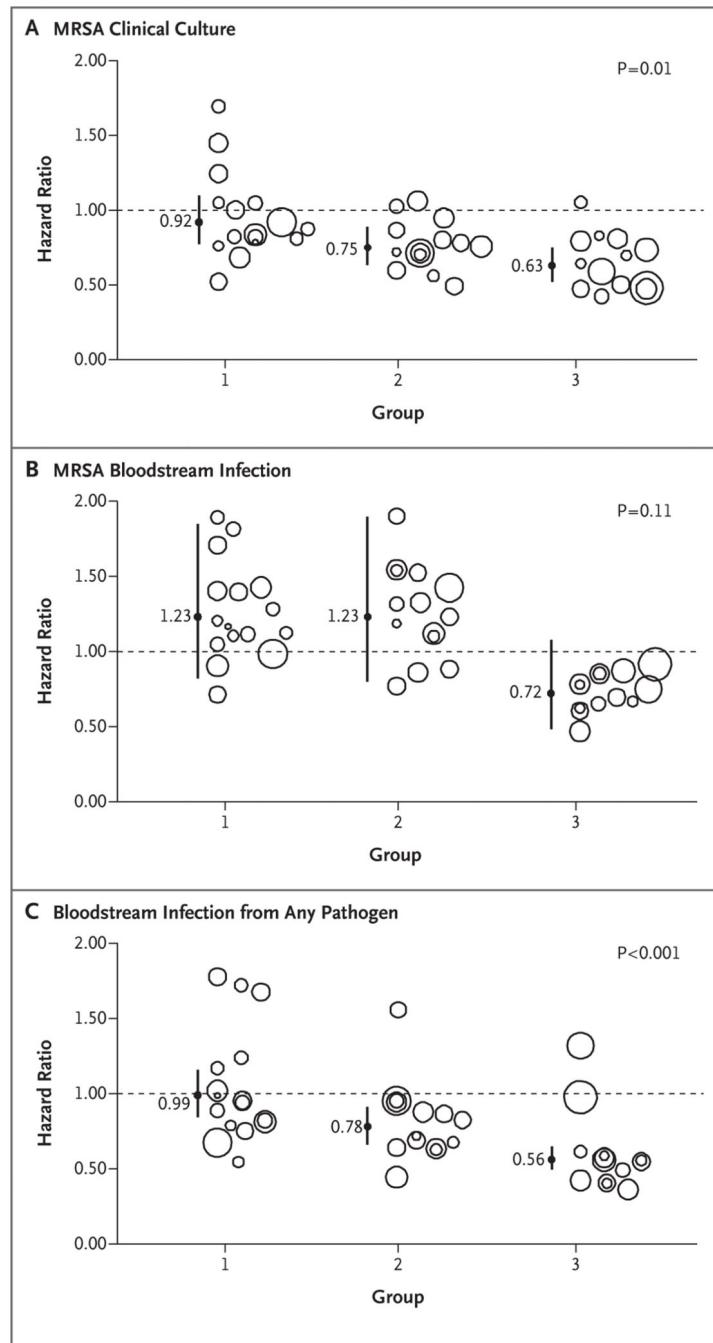 A MRSA Clinical Culture
2.00
P=0.01
1.50
1.00
0.92
0.75
0.63
0.50
0.00
Hazard Ratio
1 2 3
Group
B MRSA Bloodstream Infection
2.00
P=0.11
1.50
1.23
1.23
1.00
0.72
0.50
0.00
Hazard Ratio
1 2 3
Group
C Bloodstream Infection from Any Pathogen
2.00
P<0.001
1.50
1.00
0.99
0.78
0.56
0.50
0.00
Hazard Ratio
1 2 3
Group